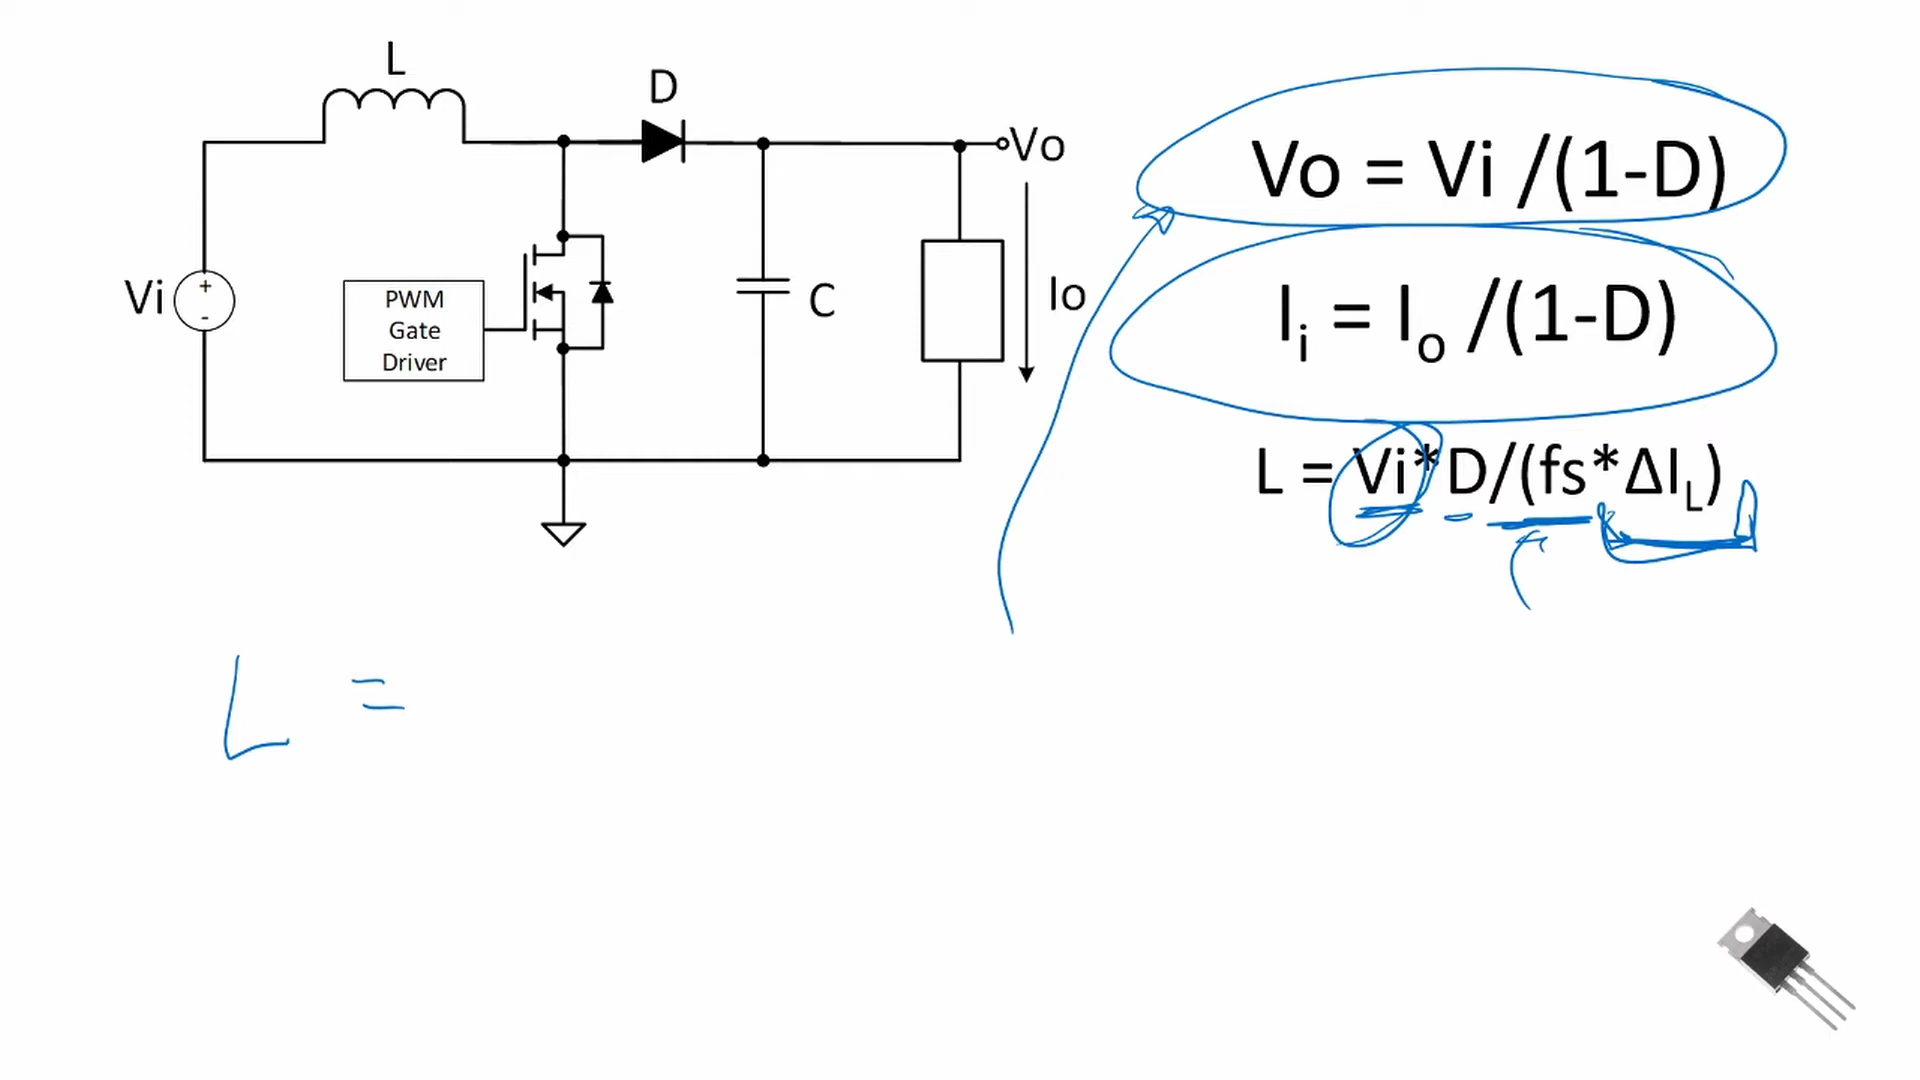 L
D
Vo
Vo = Vi /(1-D)
Vi
+
-
PWM
Gate
Driver
C
Io
Ii = Io /(1-D)
L = Vi*D/(fs*ΔIL)
L =